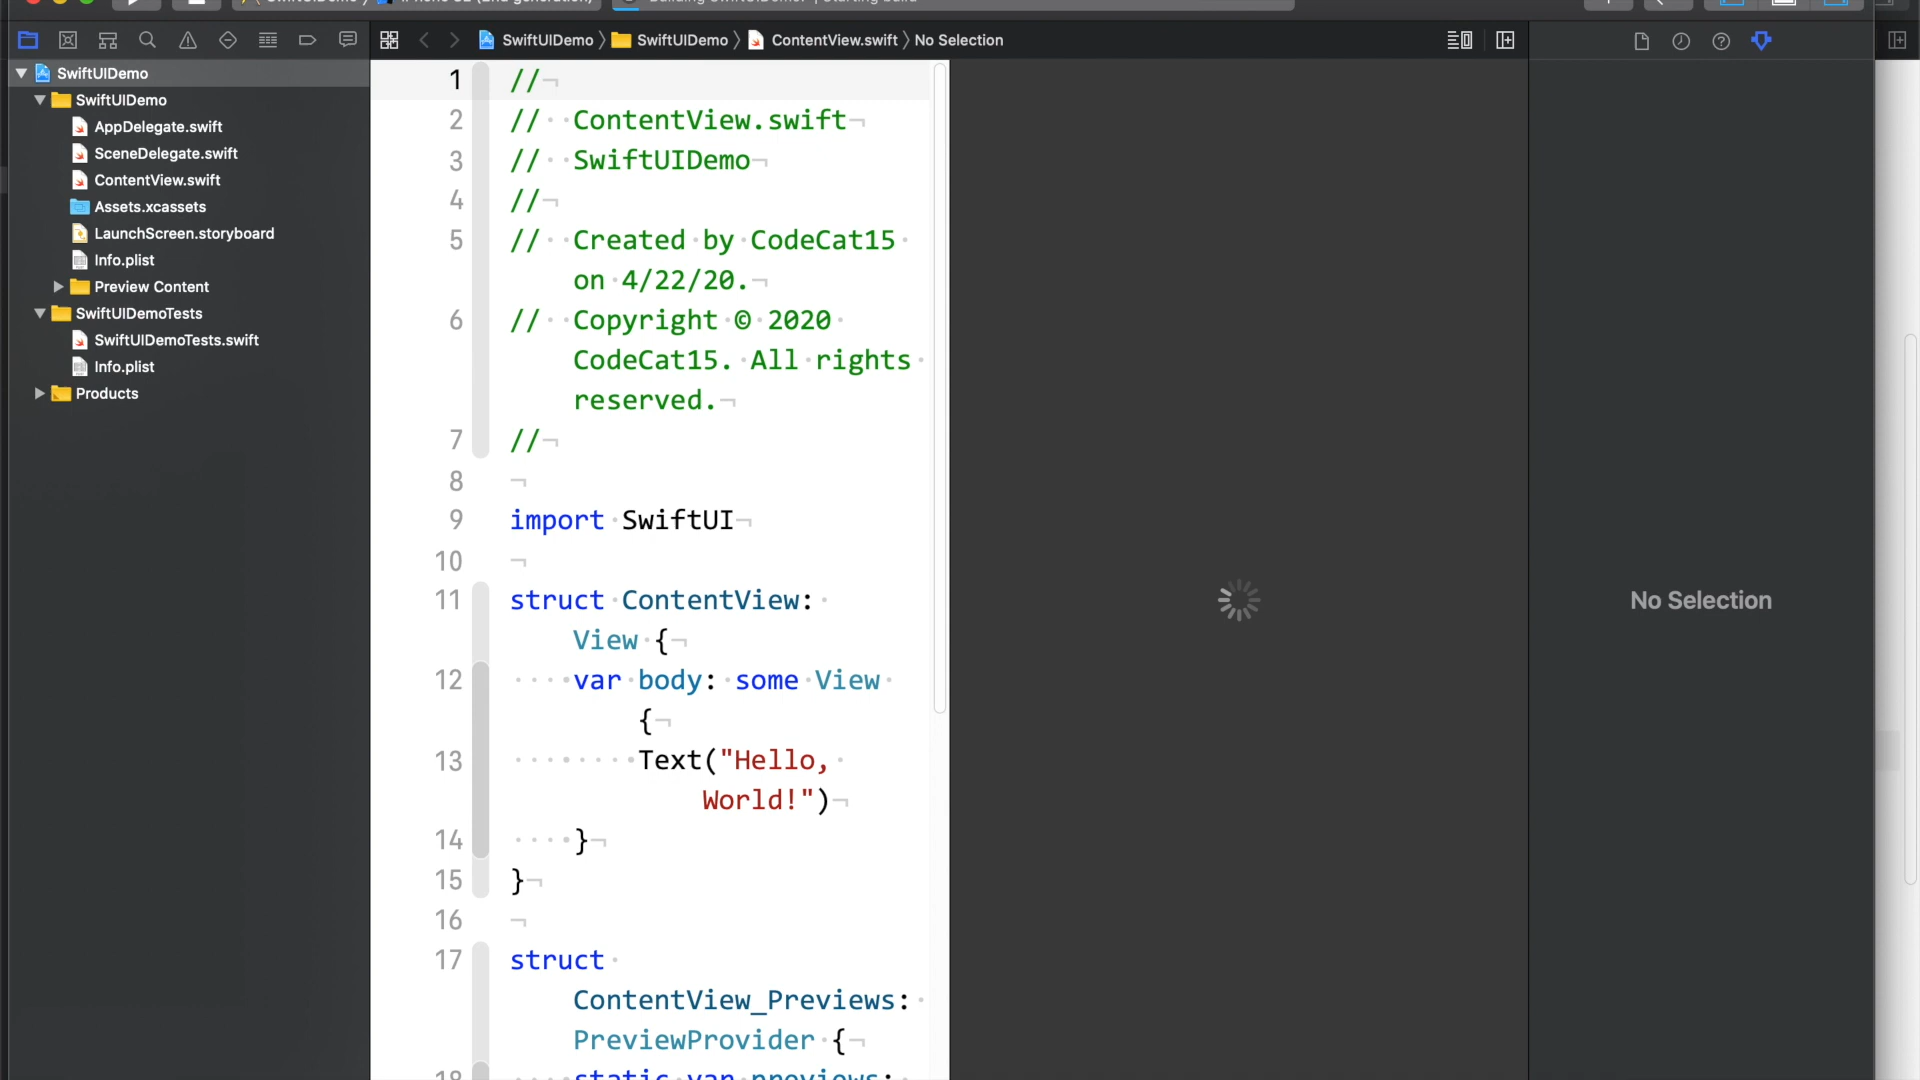 SwiftUIDemo
SwiftUIDemo
ContentView.swift
No Selection
SwiftUIDemo
SwiftUIDemo
AppDelegate.swift
SceneDelegate.swift
ContentView.swift
Assets.xcassets
LaunchScreen.storyboard
Info.plist
Preview Content
SwiftUIDemoTests
SwiftUIDemoTests.swift
Info.plist
Products
1 //
2 // ContentView.swift
3 // SwiftUIDemo
4 //
5 // Created by CodeCat15
on 4/22/20.
6 // Copyright © 2020
CodeCat15. All rights
reserved.
7 //
8
9 import SwiftUI
10
11 struct ContentView:
View {
12 var body: some View
{
13 Text("Hello,
World!")
14 }
15 }
16
17 struct
ContentView_Previews:
PreviewProvider {
18 static var previews:
No Selection